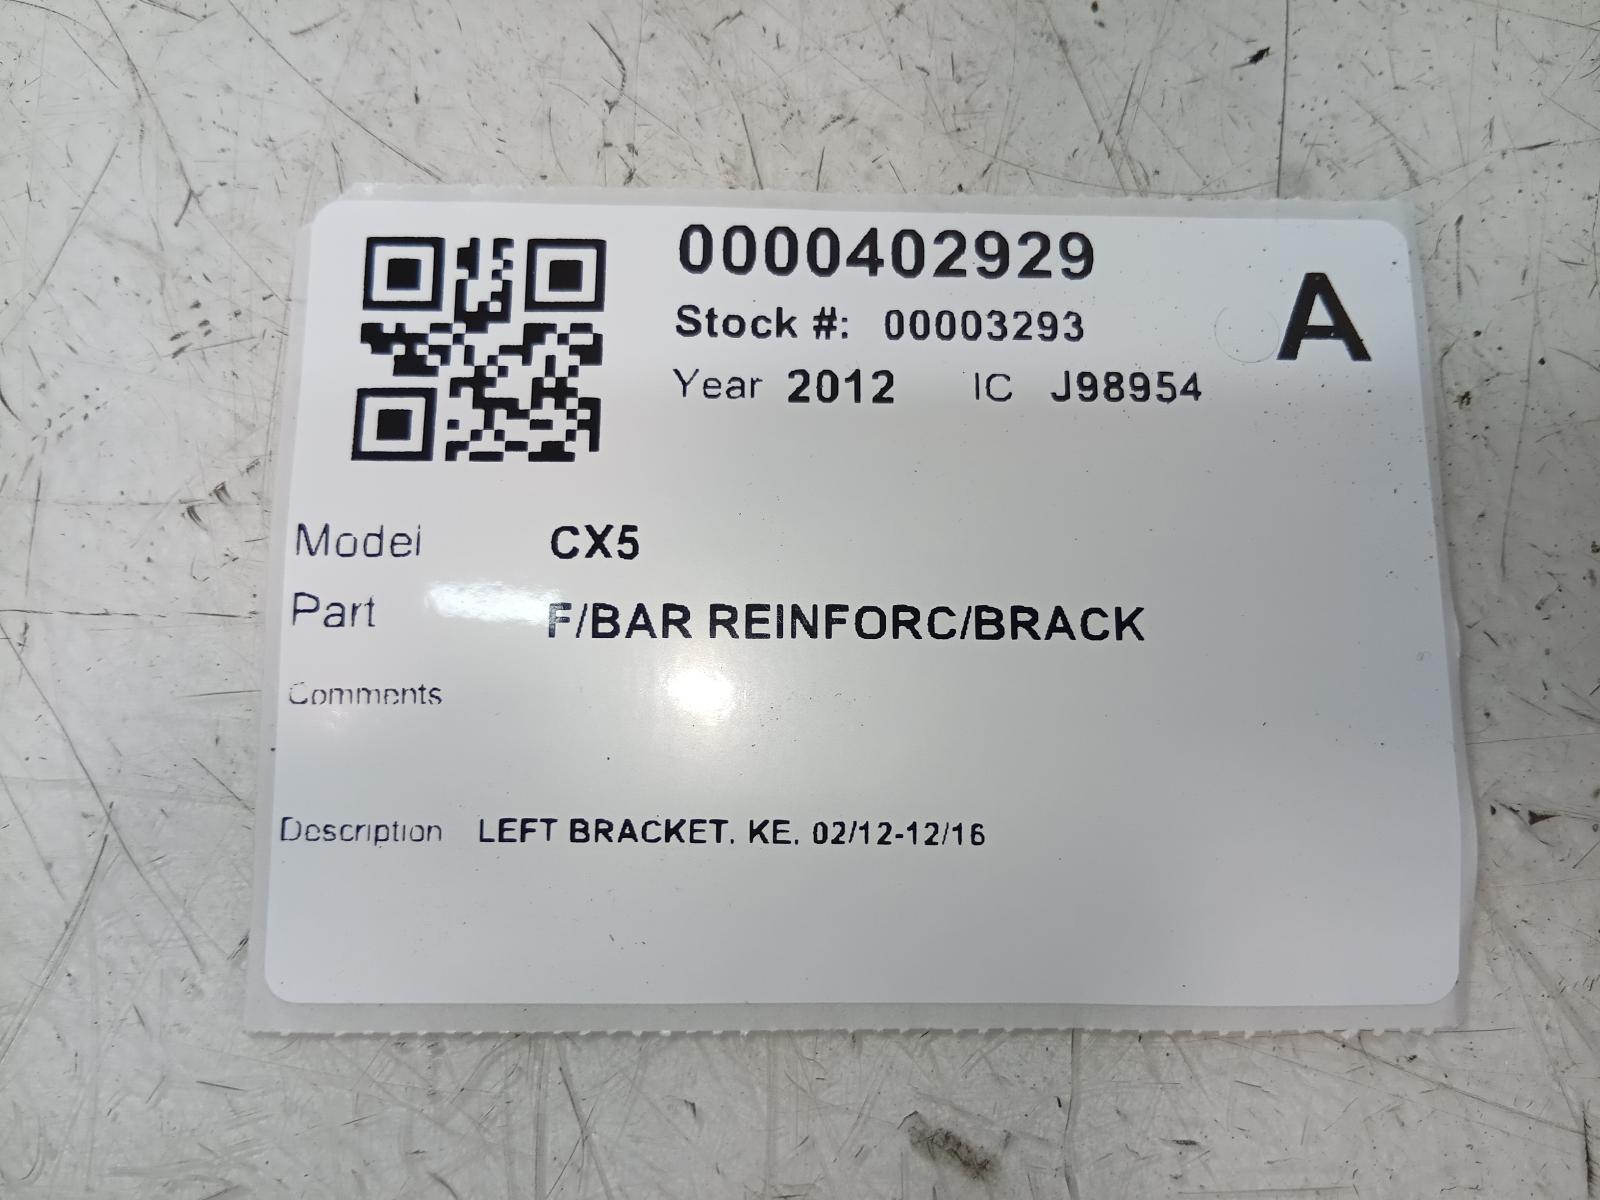 0000402929
A
Stock #: 00003293
Year 2012 IC J98954
Model CX5
Part F/BAR REINFORC/BRACK
Comments
Description LEFT BRACKET, KE, 02/12-12/16